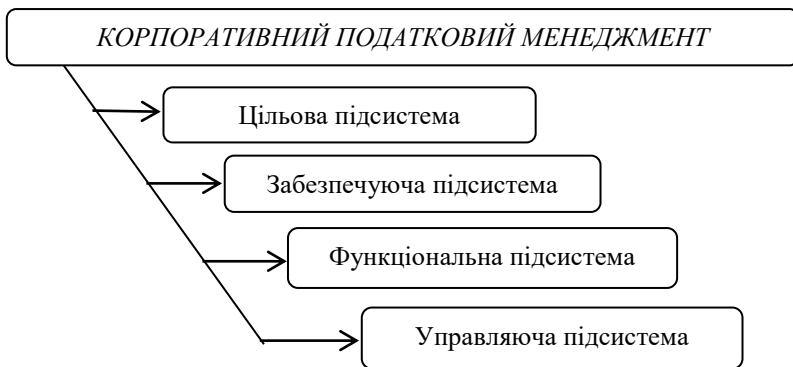 КОРПОРАТИВНИЙ ПОДАТКОВИЙ МЕНЕДЖМЕНТ
Цільова підсистема
Забезпечуюча підсистема
Функціональна підсистема
Управляюча підсистема